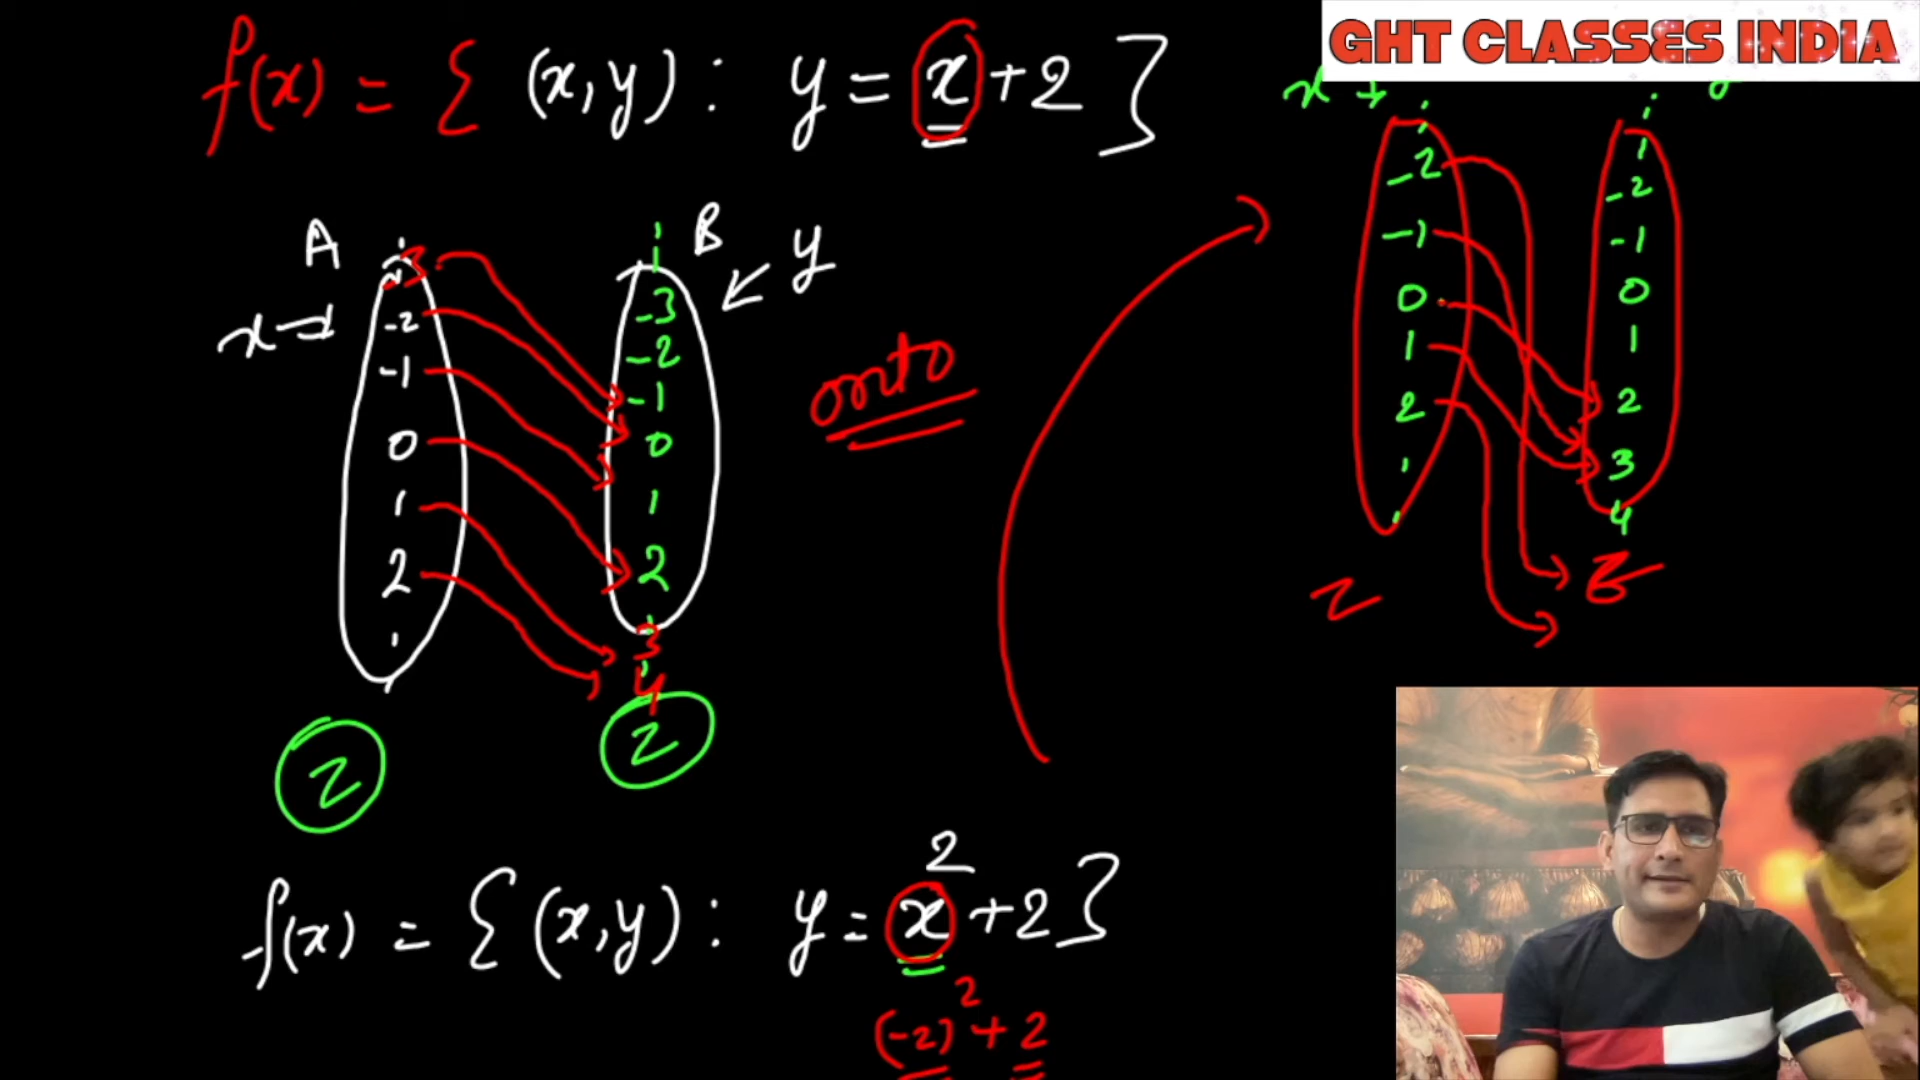 GHT CLASSES INDIA
f(x) = { (x,y) : y = x + 2 }
A
B
y
x →
3
-2
-1
0
1
2
-3
-2
-1
0
1
2
3
4
Z
Z
onto
x →
-2
-1
0
1
2
-2
-1
0
1
2
3
4
Z
f(x) = { (x,y) : y = x² + 2 }
(-2)² + 2